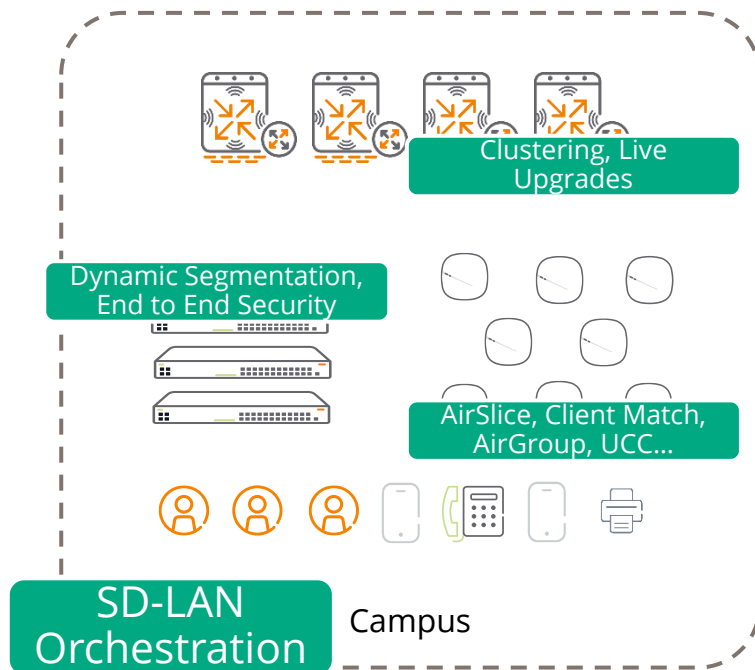 Clustering, Live
Upgrades
Dynamic Segmentation,
End to End Security
AirSlice, Client Match,
AirGroup, UCC...
SD-LAN
Orchestration
Campus